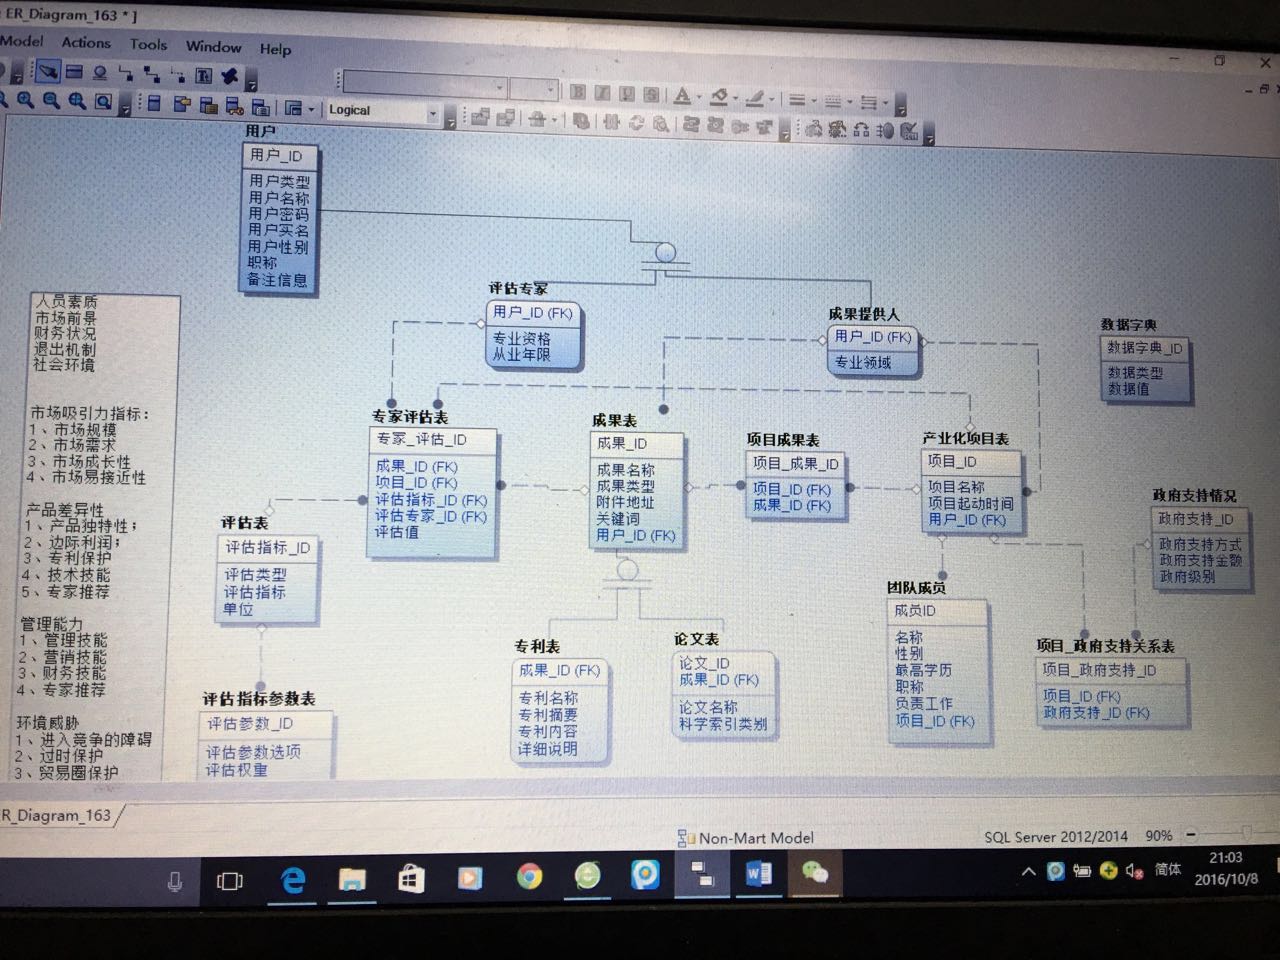 ER_Diagram_163 * ]
Model Actions Tools Window Help
Logical
用户
用户_ID
用户类型
用户名称
用户密码
用户实名
用户性别
职称
备注信息
评估专家
用户_ID (FK)
专业资格
从业年限
成果提供人
用户_ID (FK)
专业领域
数据字典
数据字典_ID
数据类型
数据值
人员素质
市场前景
财务状况
退出机制
社会环境
市场吸引力指标：
1、市场规模
2、市场需求
3、市场成长性
4、市场易接近性
产品差异性
1、产品独特性；
2、边际利润；
3、专利保护
4、技术技能
5、专家推荐
管理能力
1、管理技能
2、营销技能
3、财务技能
4、专家推荐
环境威胁
1、进入竞争的障碍
2、过时保护
3、贸易圈保护
专家评估表
专家_评估_ID
成果_ID (FK)
项目_ID (FK)
评估指标_ID (FK)
评估专家_ID (FK)
评估值
成果表
成果_ID
成果名称
成果类型
附件地址
关键词
用户_ID (FK)
项目成果表
项目_成果_ID
项目_ID (FK)
成果_ID (FK)
产业化项目表
项目_ID
项目名称
项目起动时间
用户_ID (FK)
政府支持情况
政府支持_ID
政府支持方式
政府支持金额
政府级别
评估表
评估指标_ID
评估类型
评估指标
单位
评估指标参数表
评估参数_ID
评估参数选项
评估权重
专利表
成果_ID (FK)
专利名称
专利摘要
专利内容
详细说明
论文表
论文_ID
成果_ID (FK)
论文名称
科学索引类别
团队成员
成员ID
名称
性别
最高学历
职称
负责工作
项目_ID (FK)
项目_政府支持关系表
项目_政府支持_ID
项目_ID (FK)
政府支持_ID (FK)
ER_Diagram_163
Non-Mart Model
SQL Server 2012/2014 90%
简体
21:03
2016/10/8